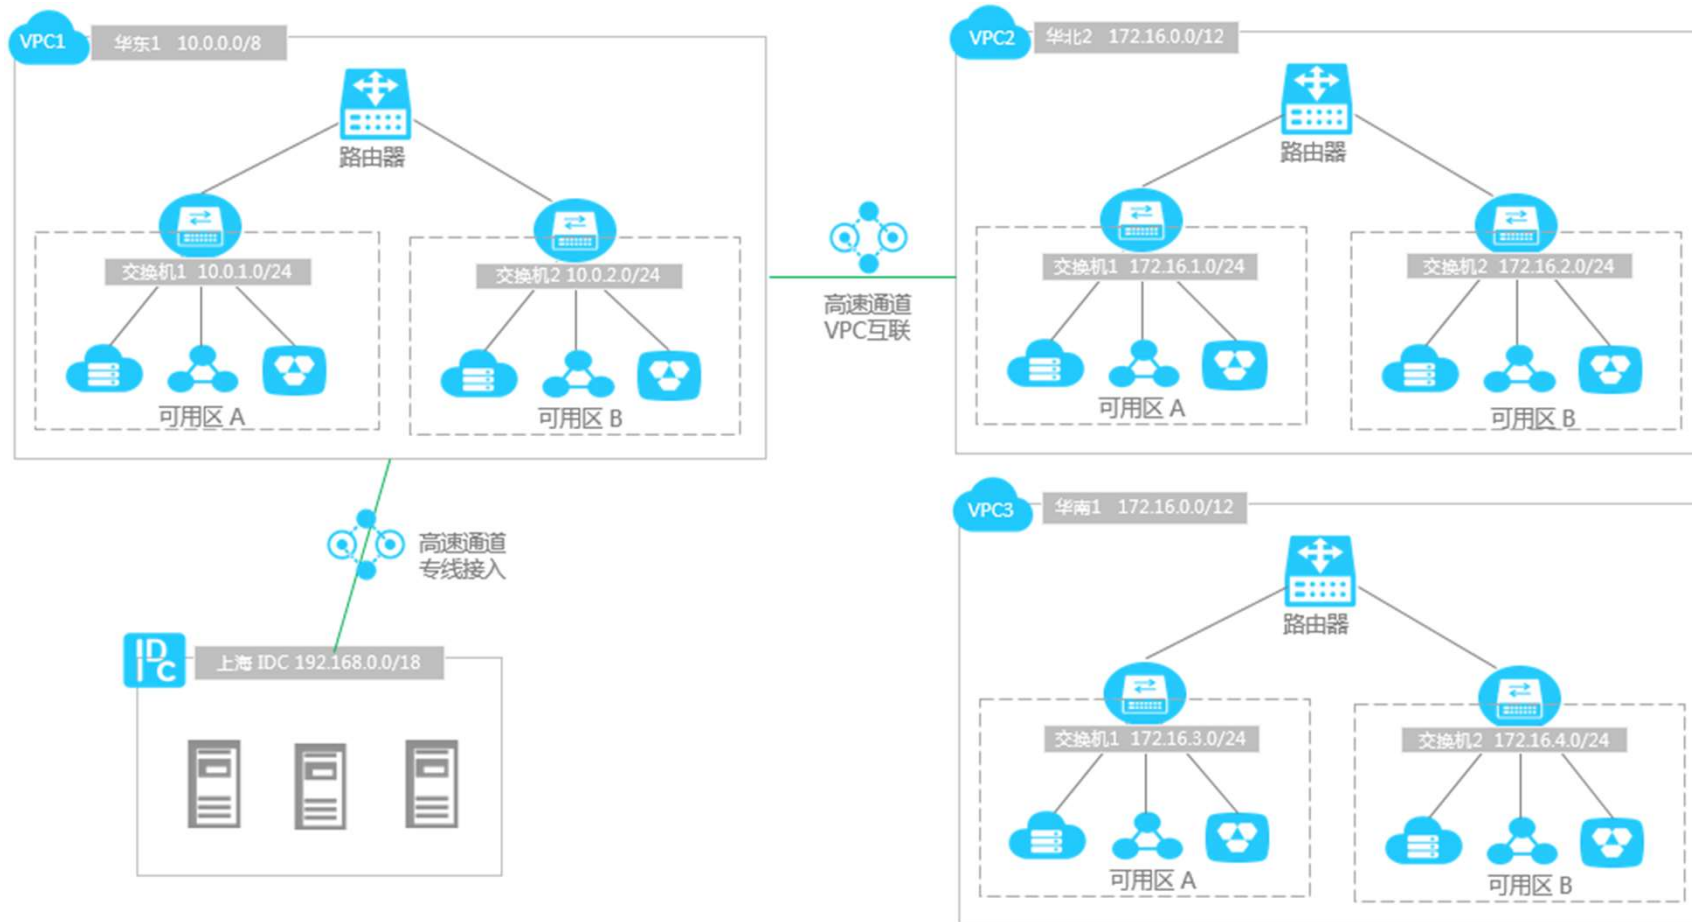 VPC1
华东1 10.0.0.0/8
路由器
交换机1 10.0.1.0/24
交换机2 10.0.2.0/24
可用区 A
可用区 B
高速通道
VPC互联
VPC2
华北2 172.16.0.0/12
路由器
交换机1 172.16.1.0/24
交换机2 172.16.2.0/24
可用区 A
可用区 B
高速通道
专线接入
IDC
上海 IDC 192.168.0.0/18
VPC3
华南1 172.16.0.0/12
路由器
交换机1 172.16.3.0/24
交换机2 172.16.4.0/24
可用区 A
可用区 B